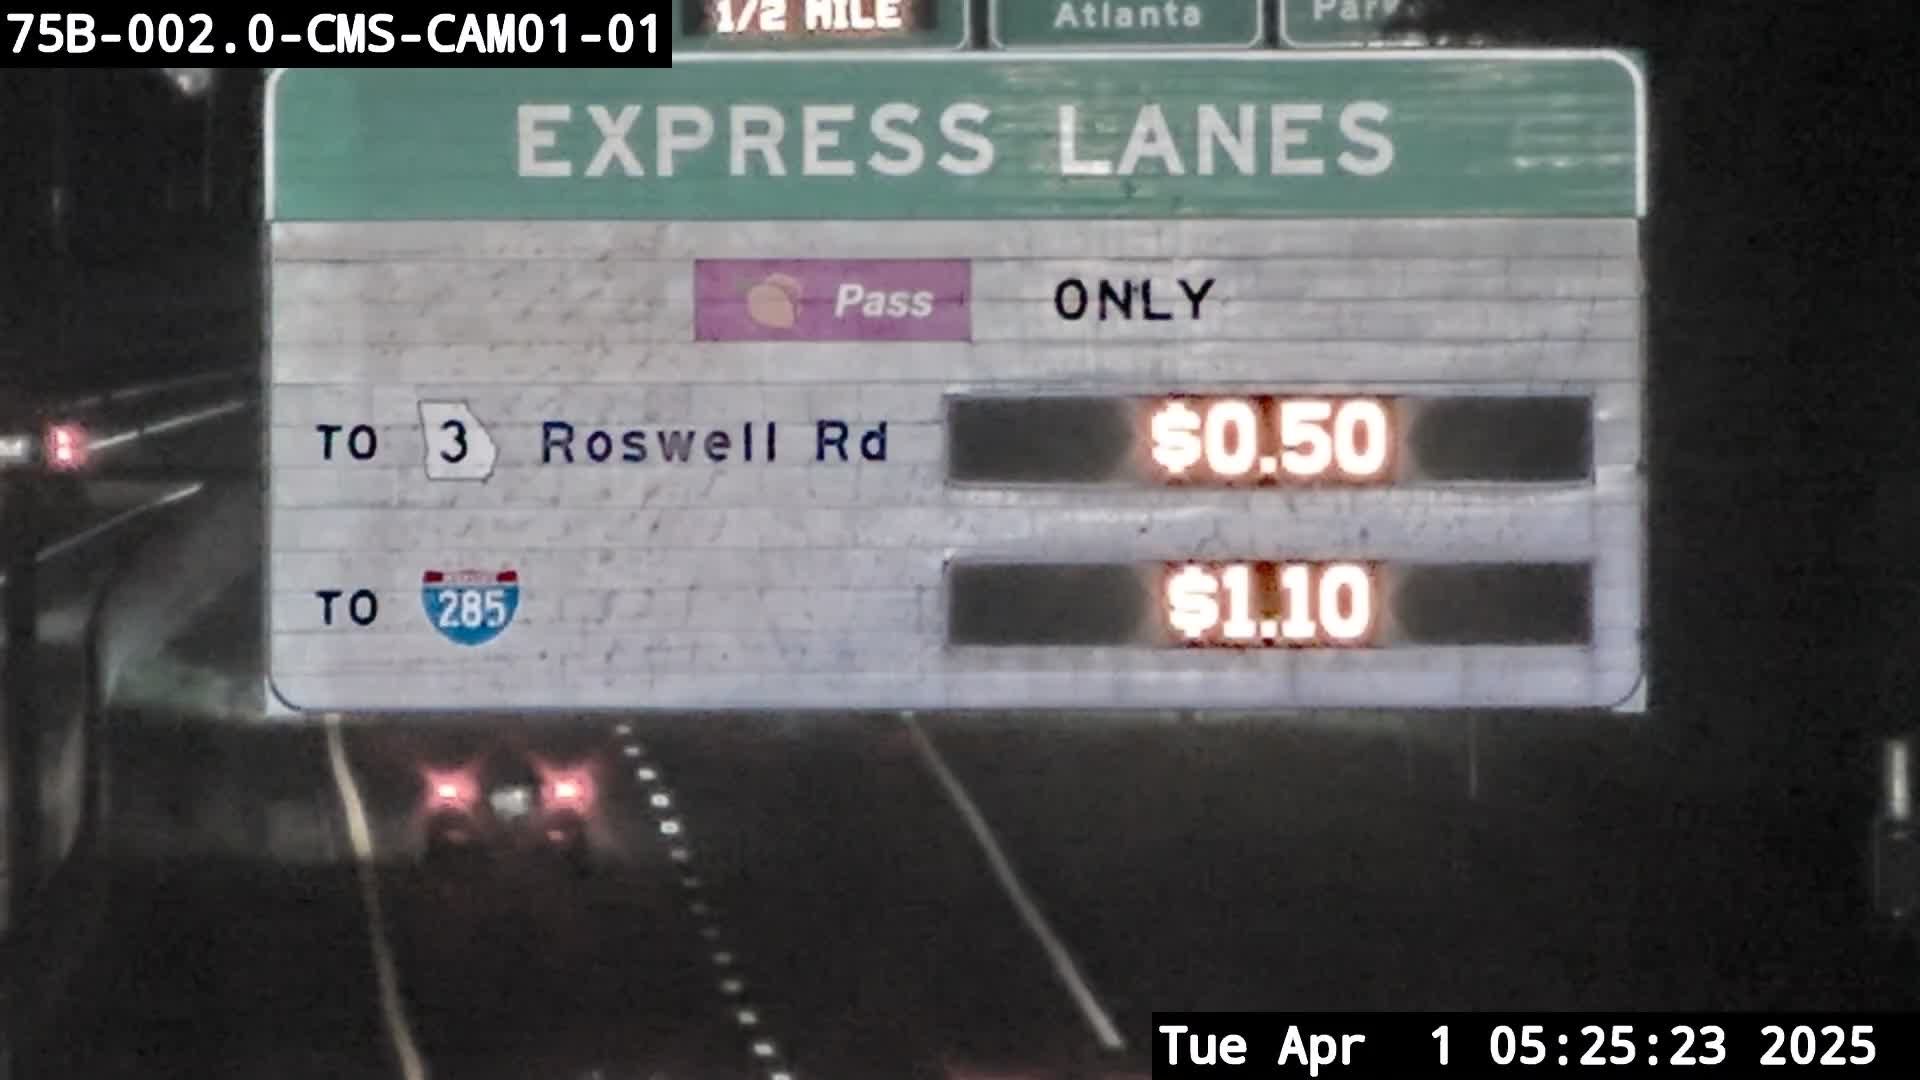 75B-002.0-CMS-CAM01-01
1/2 MILE
Atlanta
Park
EXPRESS LANES
Pass ONLY
TO 3 Roswell Rd $0.50
TO 285 $1.10
Tue Apr 1 05:25:23 2025